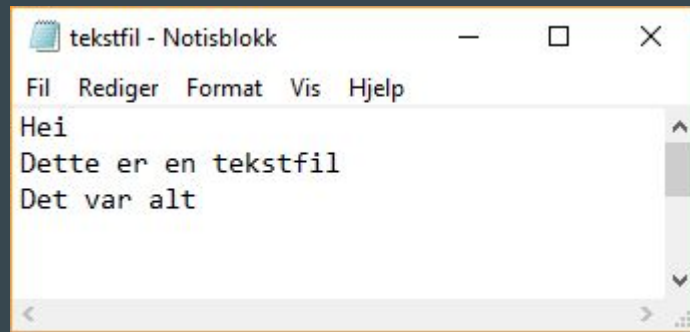 tekstfil - Notisblokk
Fil Rediger Format Vis Hjelp
Hei
Dette er en tekstfil
Det var alt